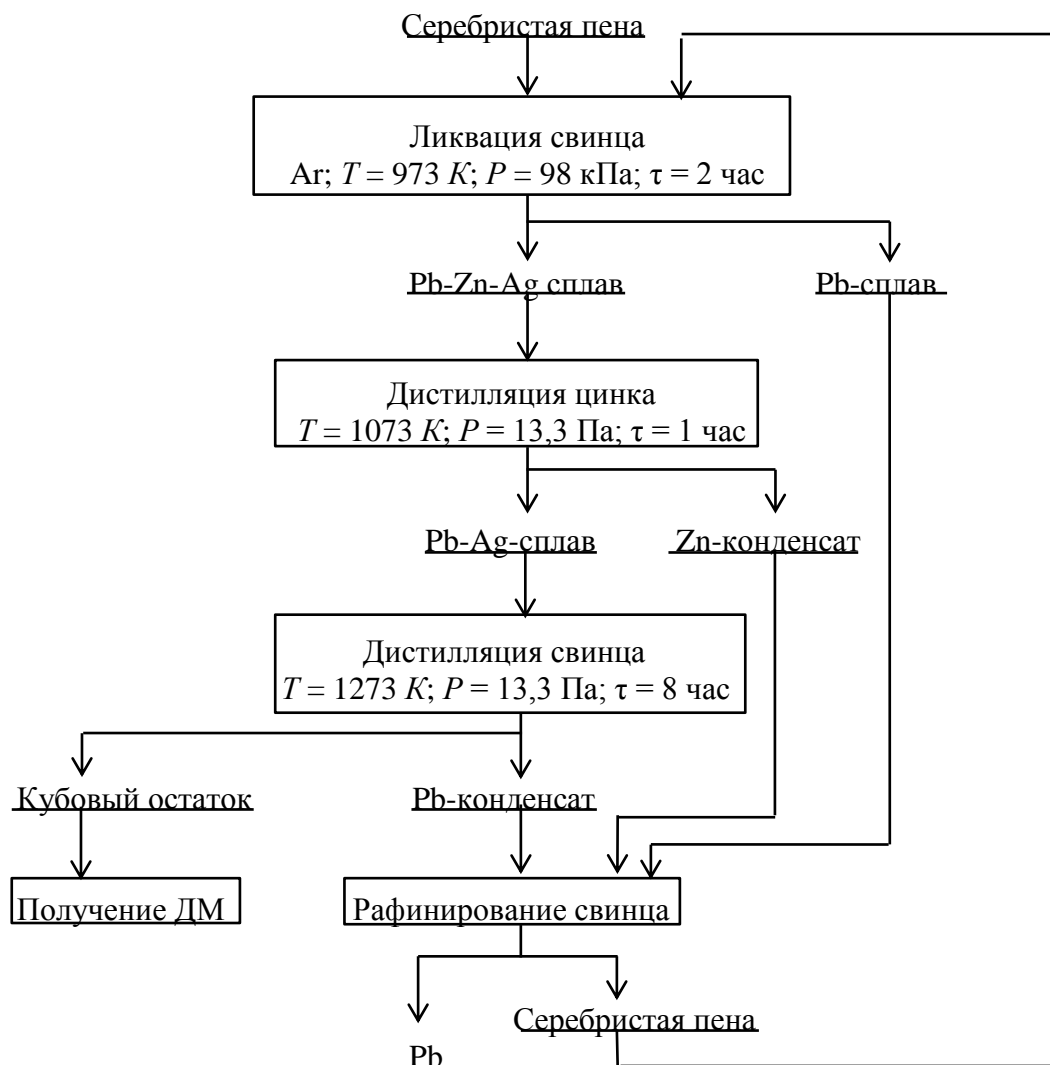 Серебристая пена
Ликвация свинца
Ar; T = 973 K; P = 98 кПа; τ = 2 час
Pb-Zn-Ag сплав
Pb-сплав
Дистилляция цинка
T = 1073 K; P = 13,3 Па; τ = 1 час
Pb-Ag-сплав
Zn-конденсат
Дистилляция свинца
T = 1273 K; P = 13,3 Па; τ = 8 час
Кубовый остаток
Pb-конденсат
Получение ДМ
Рафинирование свинца
Серебристая пена
Pb